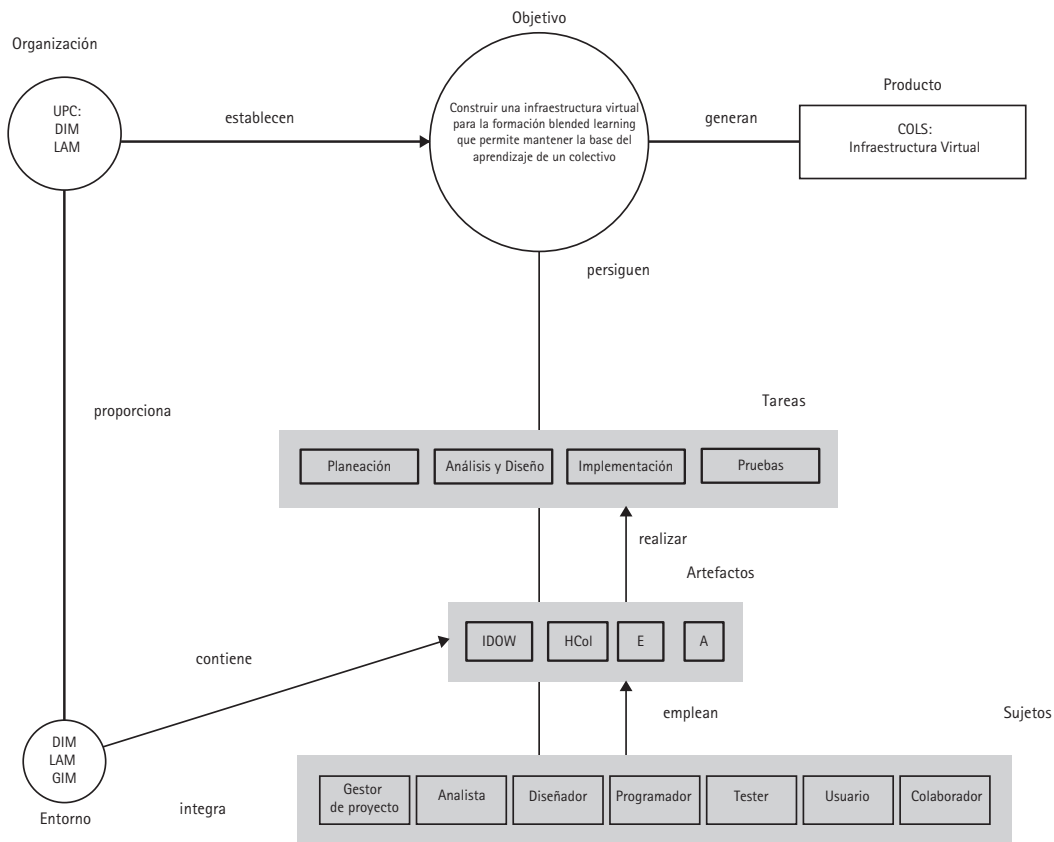 Objetivo
Organización
Producto
UPC:
DIM
LAM
establecen
Construir una infraestructura virtual
para la formación blended learning
que permite mantener la base del
aprendizaje de un colectivo
generan
COLS:
Infraestructura Virtual
persiguen
proporciona
Tareas
Planeación
Análisis y Diseño
Implementación
Pruebas
realizar
Artefactos
IDOW
HCol
E
A
contiene
emplean
Sujetos
DIM
LAM
GIM
Entorno
integra
Gestor
de proyecto
Analista
Diseñador
Programador
Tester
Usuario
Colaborador